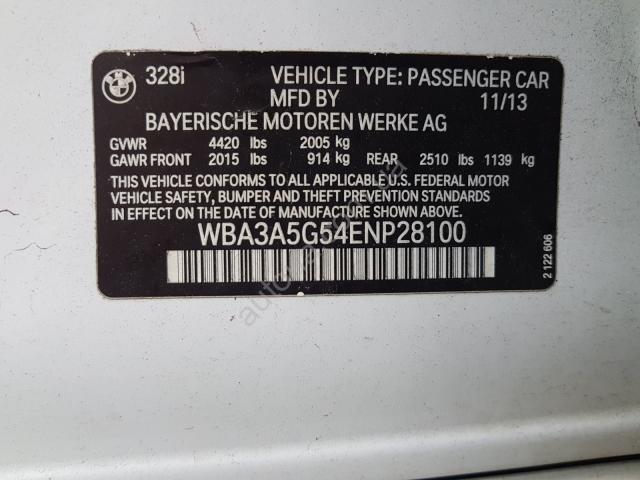 BMW
328i VEHICLE TYPE: PASSENGER CAR
MFD BY 11/13
BAYERISCHE MOTOREN WERKE AG
GVWR 4420 lbs 2005 kg
GAWR FRONT 2015 lbs 914 kg REAR 2510 lbs 1139 kg
THIS VEHICLE CONFORMS TO ALL APPLICABLE U.S. FEDERAL MOTOR
VEHICLE SAFETY, BUMPER AND THEFT PREVENTION STANDARDS
IN EFFECT ON THE DATE OF MANUFACTURE SHOWN ABOVE.
WBA3A5G54ENP28100
2 122 606